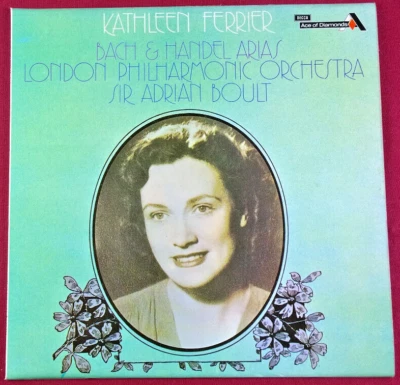 KATHLEEN FERRIER
DECCA
Ace of Diamonds
BACH & HANDEL ARIAS
LONDON PHILHARMONIC ORCHESTRA
SIR ADRIAN BOULT